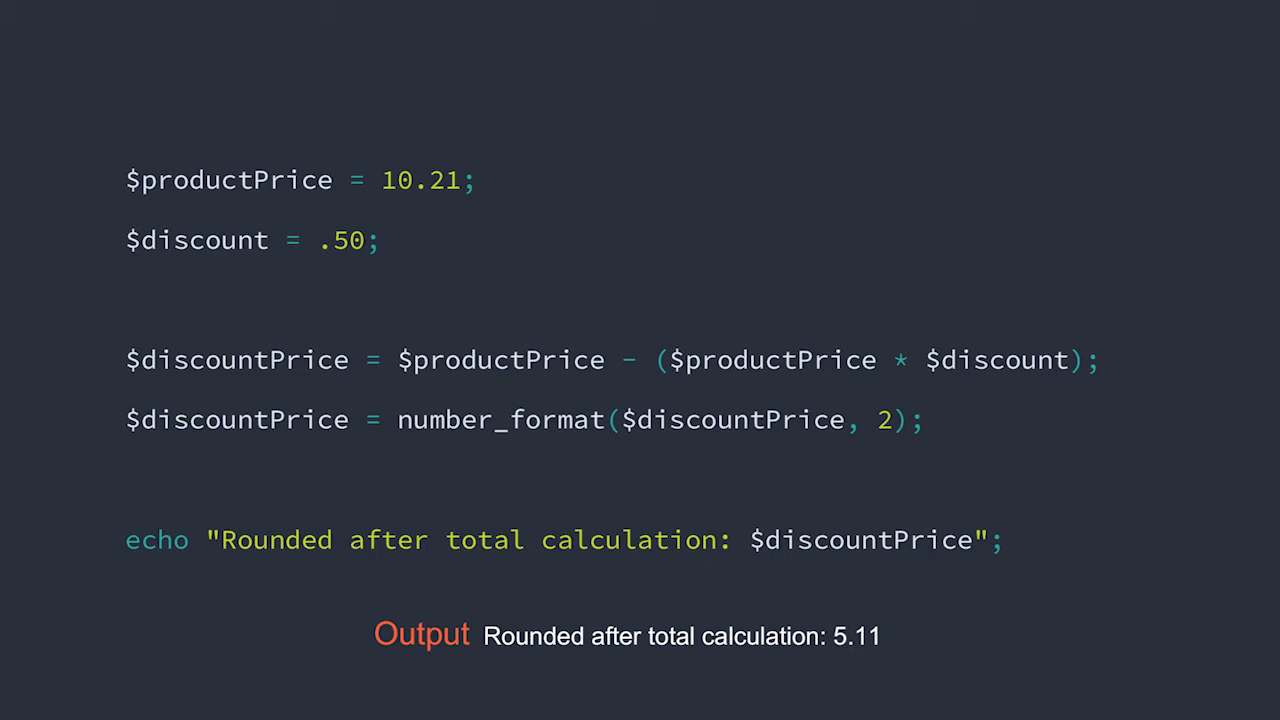 $productPrice = 10.21;
$discount = .50;
$discountPrice = $productPrice - ($productPrice * $discount);
$discountPrice = number_format($discountPrice, 2);
echo "Rounded after total calculation: $discountPrice";
Output Rounded after total calculation: 5.11